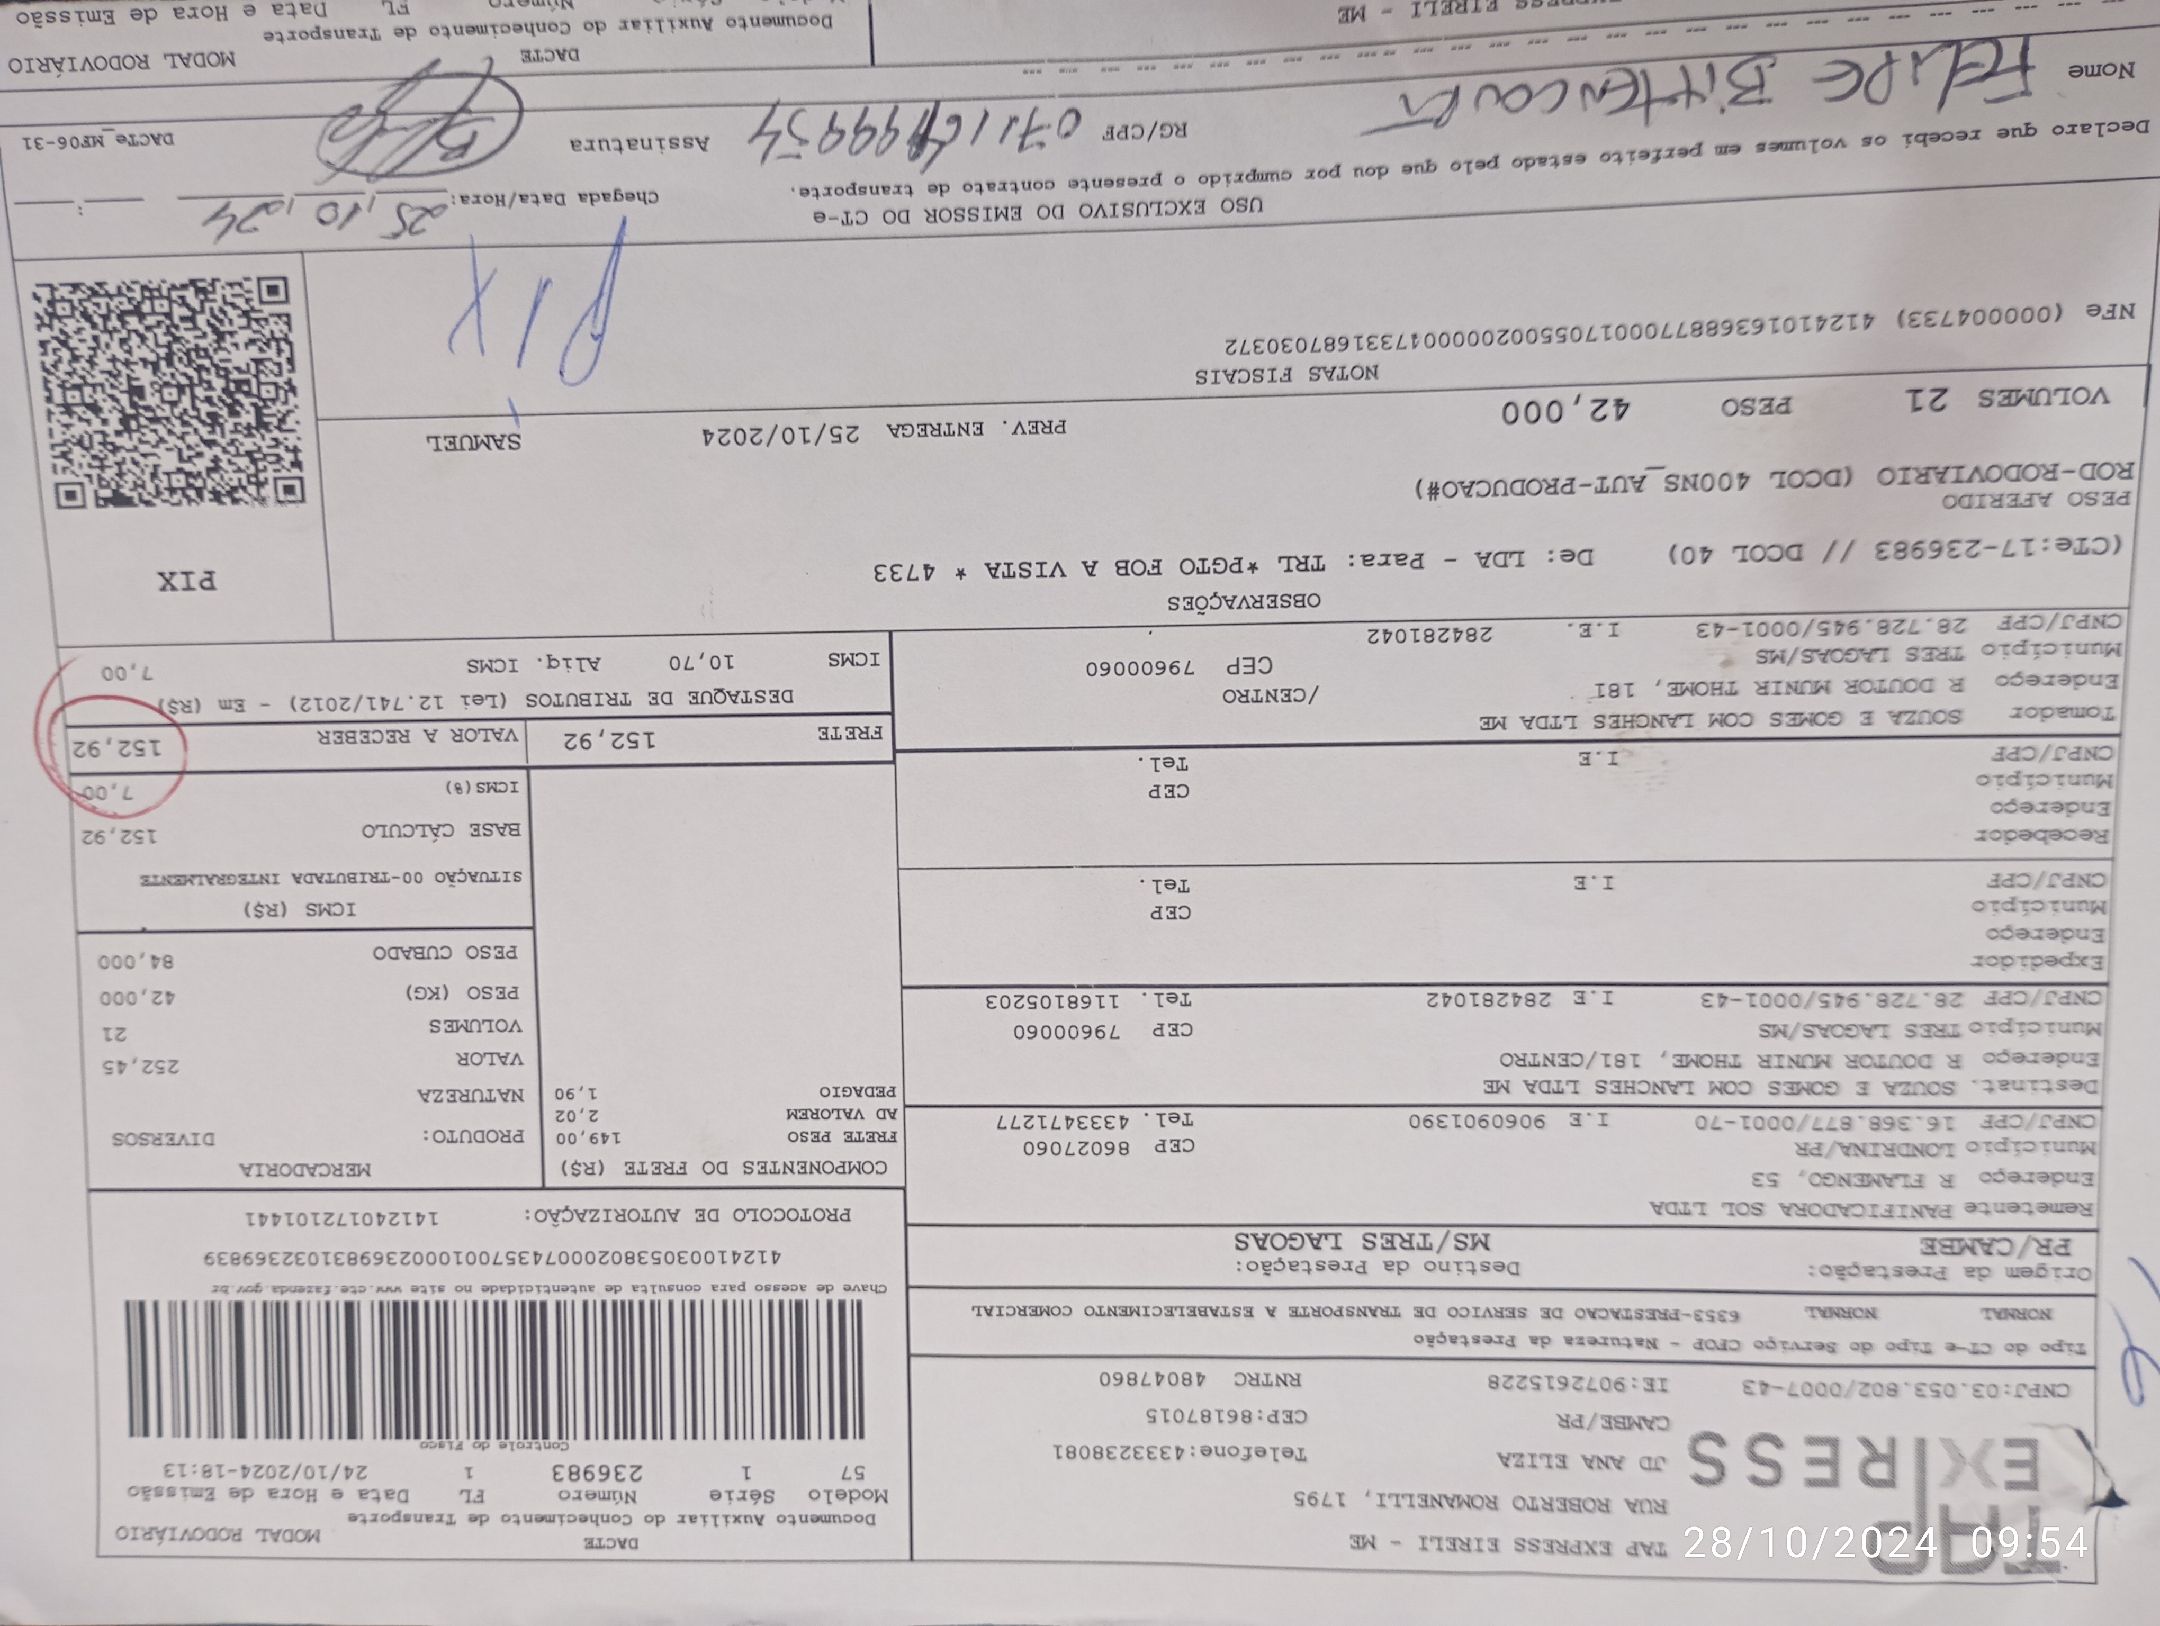 TAP
EXPRESS
TAP EXPRESS EIRELI - ME
RUA ROBERTO ROMANELLI, 1795
JD ANA ELIZA Telefone:4333238081
CAMBE/PR CEP:86187015
CNPJ:03.053.802/0007-43 IE:9072615228 RNTRC 48047860
DACTE MODAL RODOVIÁRIO
Documento Auxiliar do Conhecimento de Transporte
Modelo Série Número FL Data e Hora de Emissão
57 1 236983 1 24/10/2024-18:13
Controle do Fisco
Chave de acesso para consulta de autenticidade no site www.cte.fazenda.gov.br
41241003053802000743570010002369831032369839
PROTOCOLO DE AUTORIZAÇÃO: 141240172101441
Tipo do CT-e Tipo do Serviço CFOP - Natureza da Prestação
NORMAL NORMAL 6353-PRESTACAO DE SERVICO DE TRANSPORTE A ESTABELECIMENTO COMERCIAL
Origem da Prestação: Destino da Prestação:
PR/CAMBE MS/TRES LAGOAS
Remetente PANIFICADORA SOL LTDA
Endereço R FLAMENGO, 53
Município LONDRINA/PR CEP 86027060
CNPJ/CPF 16.368.877/0001-70 I.E 9060901390 Tel. 4333471277
Destinat. SOUZA E GOMES COM LANCHES LTDA ME
Endereço R DOUTOR MUNIR THOME, 181/CENTRO
Município TRES LAGOAS/MS CEP 79600060
CNPJ/CPF 28.728.945/0001-43 I.E 284281042 Tel. 1168105203
Expedidor
Endereço
Município CEP
CNPJ/CPF I.E Tel.
Recebedor
Endereço
Município CEP
CNPJ/CPF I.E Tel.
Tomador SOUZA E GOMES COM LANCHES LTDA ME
Endereço R DOUTOR MUNIR THOME, 181 /CENTRO
Município TRES LAGOAS/MS CEP 79600060
CNPJ/CPF 28.728.945/0001-43 I.E. 284281042
COMPONENTES DO FRETE (R$)
FRETE PESO 149,00
AD VALOREM 2,02
PEDAGIO 1,90
MERCADORIA
PRODUTO: DIVERSOS
NATUREZA
VALOR 252,45
VOLUMES 21
PESO (KG) 42,000
PESO CUBADO 84,000
ICMS (R$)
SITUAÇÃO 00-TRIBUTADA INTEGRALMENTE
BASE CÁLCULO 152,92
ICMS(%) 7,00
FRETE 152,92 VALOR A RECEBER 152,92
DESTAQUE DE TRIBUTOS (Lei 12.741/2012) - Em (R$)
ICMS 10,70 Aliq. ICMS 7,00
OBSERVAÇÕES
(CTe:17-236983 // DCOL 40) De: LDA - Para: TRL *PGTO FOB A VISTA * 4733
PESO AFERIDO
ROD-RODOVIARIO (DCOL 400NS_AUT-PRODUCAO#)
VOLUMES 21 PESO 42,000 PREV. ENTREGA 25/10/2024 SAMUEL
PIX
NOTAS FISCAIS
NFe (000004733) 41241016368877000170550020000047331687030372
PIX
USO EXCLUSIVO DO EMISSOR DO CT-e
Declaro que recebi os volumes em perfeito estado pelo que dou por cumprido o presente contrato de transporte.
Chegada Data/Hora: 25, 10, 24 :
Nome FELIPE BITTENCOURT RG/CPF Assinatura DACTe_MF06-31
EXPRESS EIRELI - ME
DACTE MODAL RODOVIÁRIO
Documento Auxiliar do Conhecimento de Transporte
Número FL Data e Hora de Emissão
28/10/2024 09:54